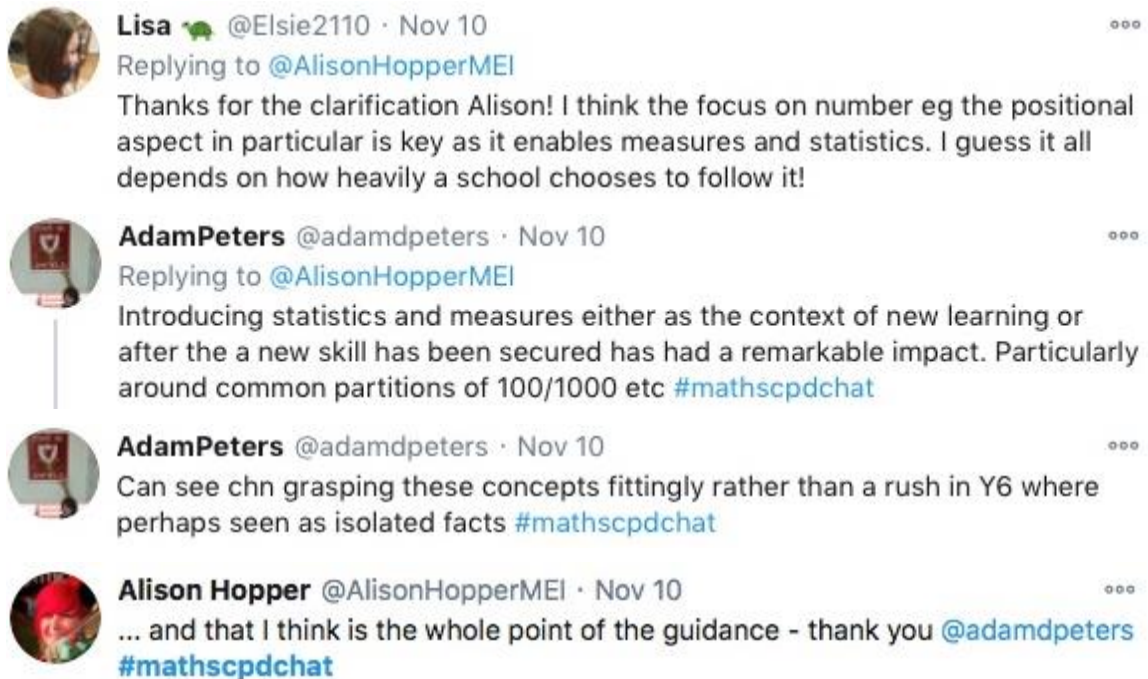 Lisa 🐢 @Elsie2110 · Nov 10
Replying to @AlisonHopperMEI
Thanks for the clarification Alison! I think the focus on number eg the positional
aspect in particular is key as it enables measures and statistics. I guess it all
depends on how heavily a school chooses to follow it!
AdamPeters @adamdpeters · Nov 10
Replying to @AlisonHopperMEI
Introducing statistics and measures either as the context of new learning or
after the a new skill has been secured has had a remarkable impact. Particularly
around common partitions of 100/1000 etc #mathscpdchat
AdamPeters @adamdpeters · Nov 10
Can see chn grasping these concepts fittingly rather than a rush in Y6 where
perhaps seen as isolated facts #mathscpdchat
Alison Hopper @AlisonHopperMEI · Nov 10
... and that I think is the whole point of the guidance - thank you @adamdpeters
#mathscpdchat